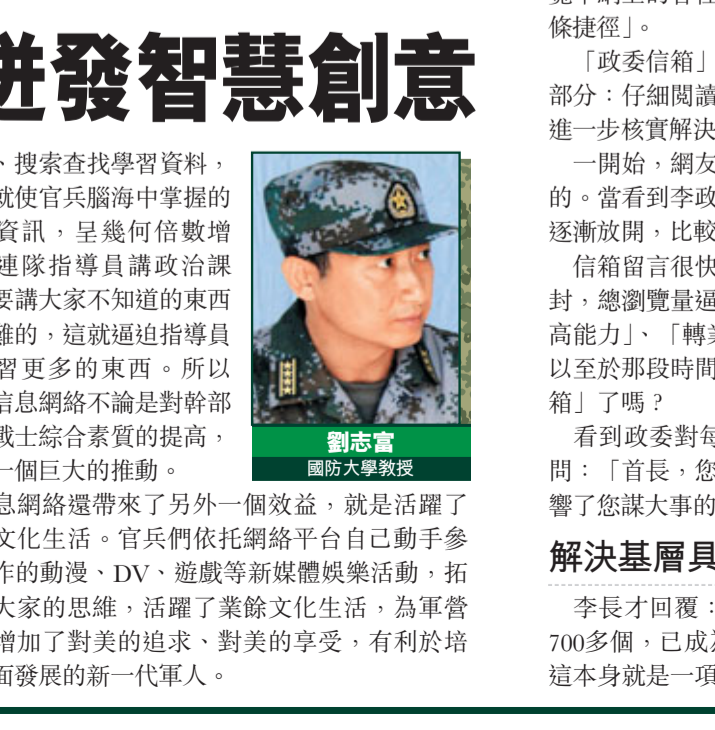 迸發智慧創意
、搜索查找學習資料，
就使官兵腦海中掌握的
資訊，呈幾何倍數增
連隊指導員講政治課
要講大家不知道的東西
難的，這就逼迫指導員
習更多的東西。所以
信息網絡不論是對幹部
戰士綜合素質的提高，
一個巨大的推動。
劉志富
國防大學教授
息網絡還帶來了另外一個效益，就是活躍了
文化生活。官兵們依托網絡平台自己動手參
作的動漫、DV、遊戲等新媒體娛樂活動，拓
大家的思維，活躍了業餘文化生活，為軍營
增加了對美的追求、對美的享受，有利於培
面發展的新一代軍人。
條捷徑」。
「政委信箱」
部分：仔細閱讀
進一步核實解決
一開始，網友
的。當看到李政
逐漸放開，比較
信箱留言很快
封，總瀏覽量逼
高能力」、「轉業
以至於那段時間
箱」了嗎？
看到政委對每
問：「首長，您
響了您謀大事的
解決基層具
李長才回覆：
700多個，已成為
這本身就是一項